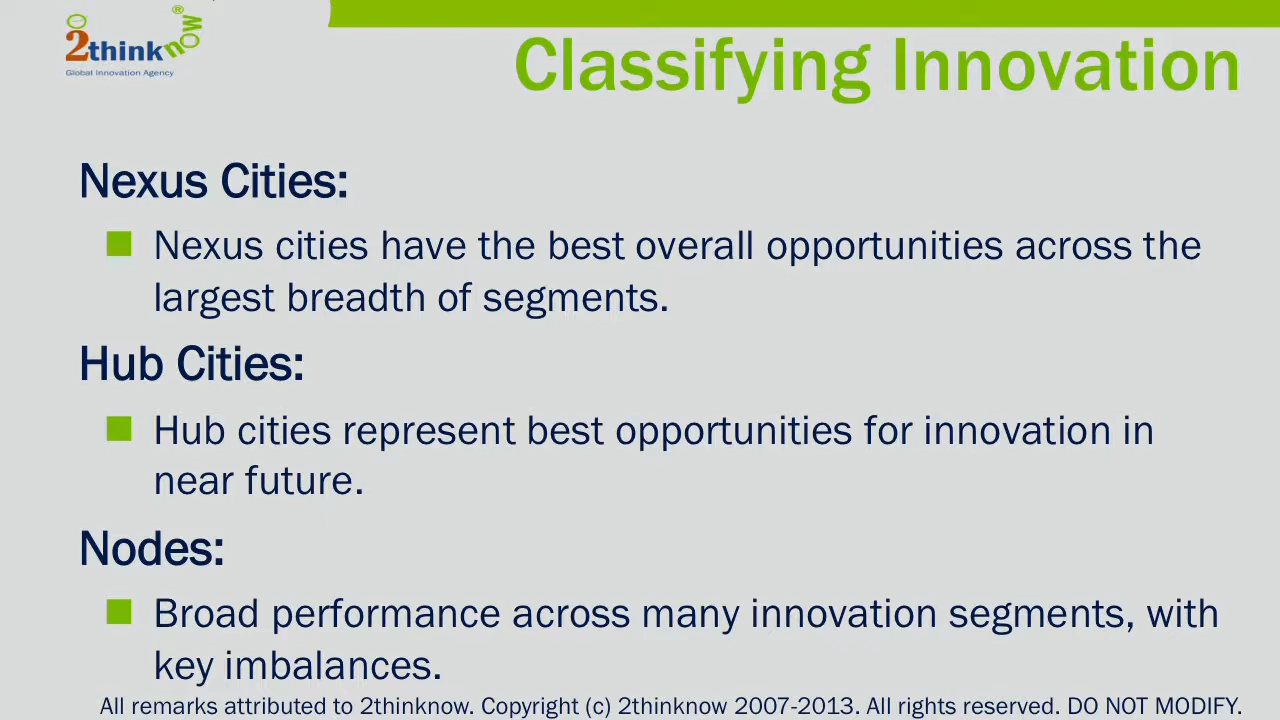 2thinknow®
Global Innovation Agency
Classifying Innovation
Nexus Cities:
Nexus cities have the best overall opportunities across the
largest breadth of segments.
Hub Cities:
Hub cities represent best opportunities for innovation in
near future.
Nodes:
Broad performance across many innovation segments, with
key imbalances.
All remarks attributed to 2thinknow. Copyright (c) 2thinknow 2007-2013. All rights reserved. DO NOT MODIFY.